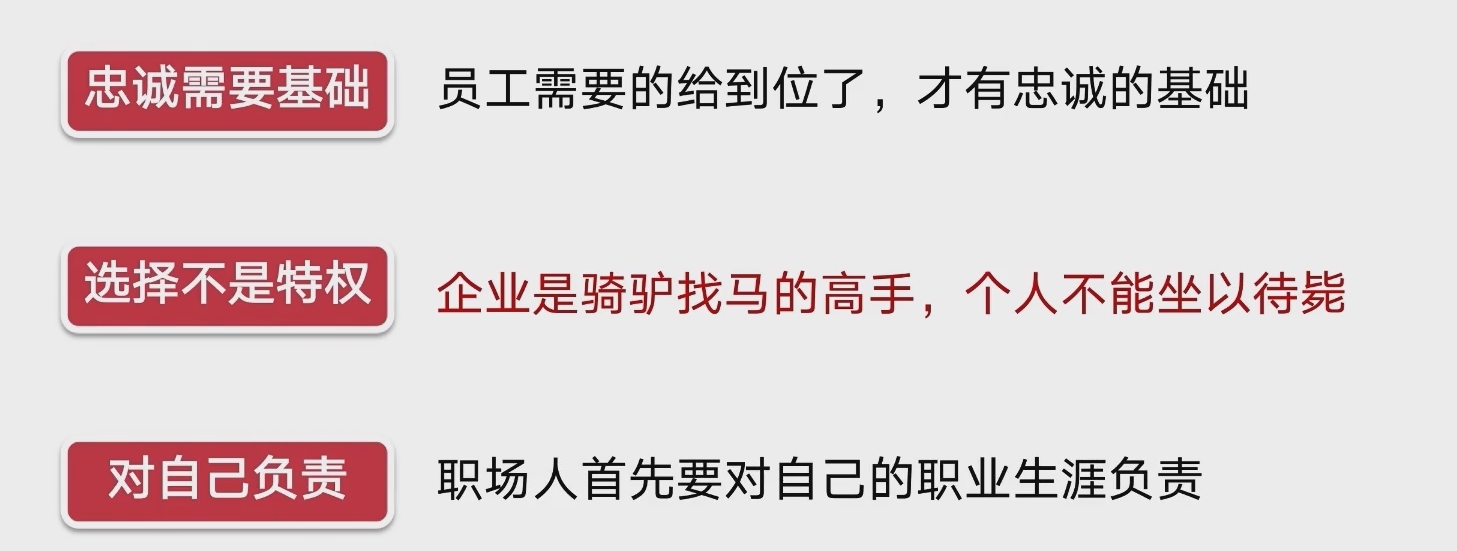 忠诚需要基础
员工需要的给到位了，才有忠诚的基础
选择不是特权
企业是骑驴找马的高手，个人不能坐以待毙
对自己负责
职场人首先要对自己的职业生涯负责